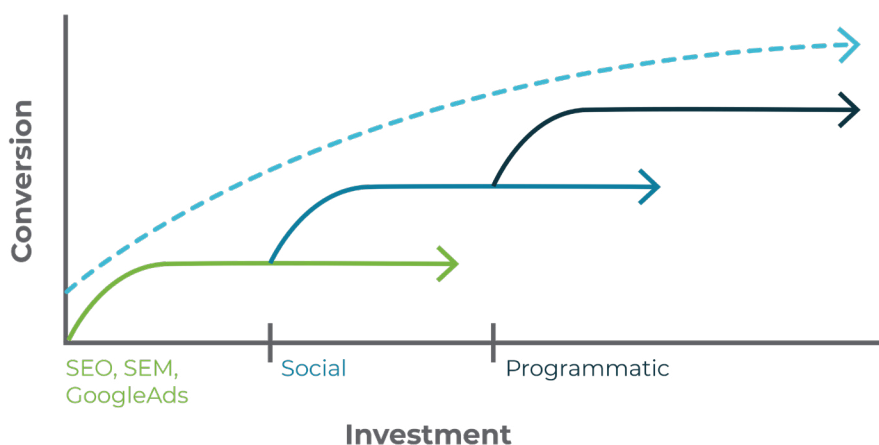 Conversion
SEO, SEM,
GoogleAds
Social
Programmatic
Investment